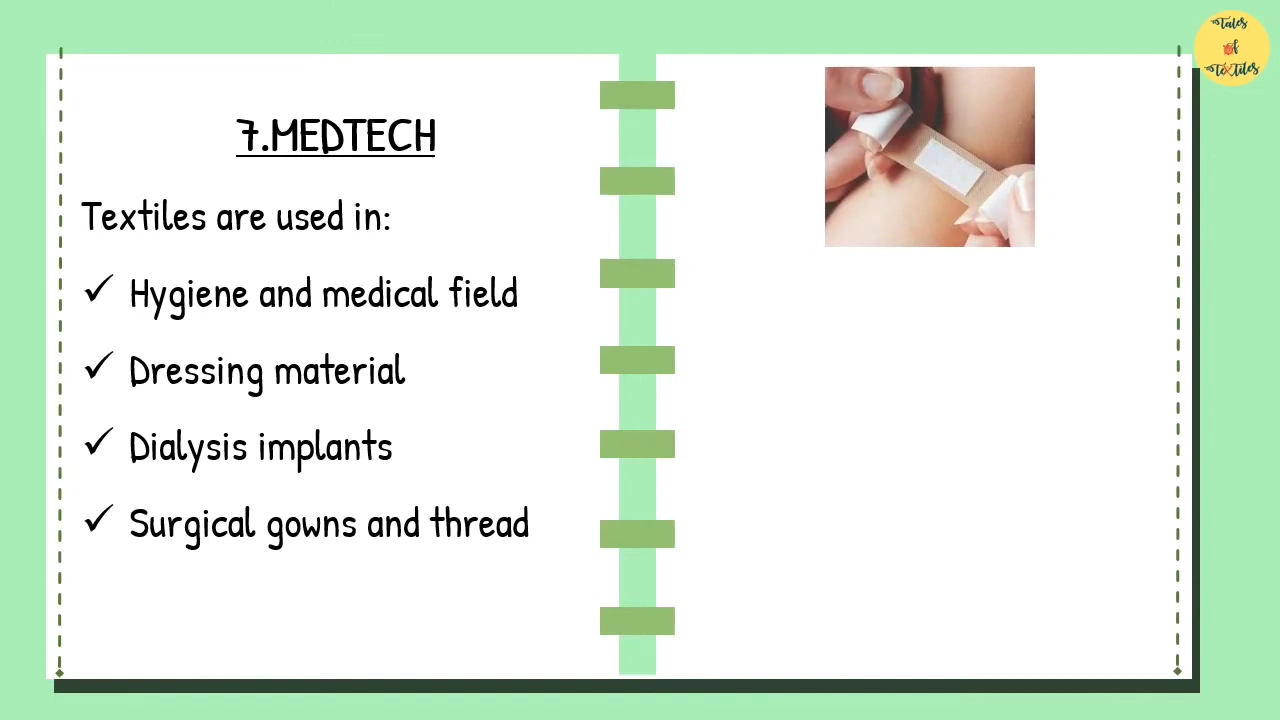 7.MEDTECH
Textiles are used in:
✓ Hygiene and medical field
✓ Dressing material
✓ Dialysis implants
✓ Surgical gowns and thread
Tales
of
Textiles